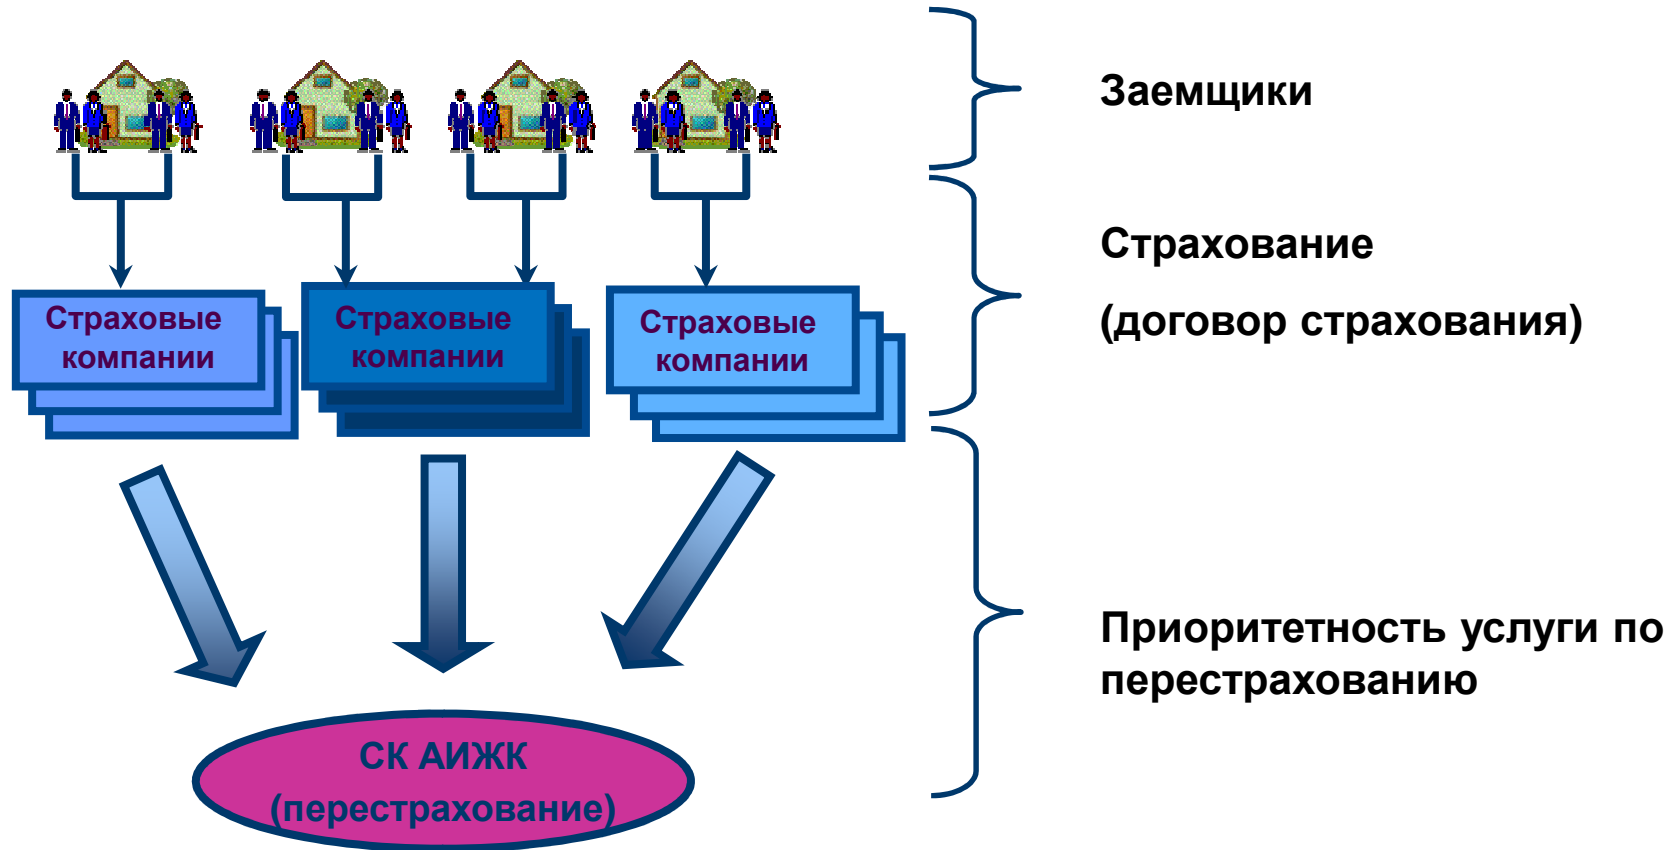 Заемщики
Страхование
(договор страхования)
Страховые
компании
Страховые
компании
Страховые
компании
Приоритетность услуги по
перестрахованию
СК АИЖК
(перестрахование)